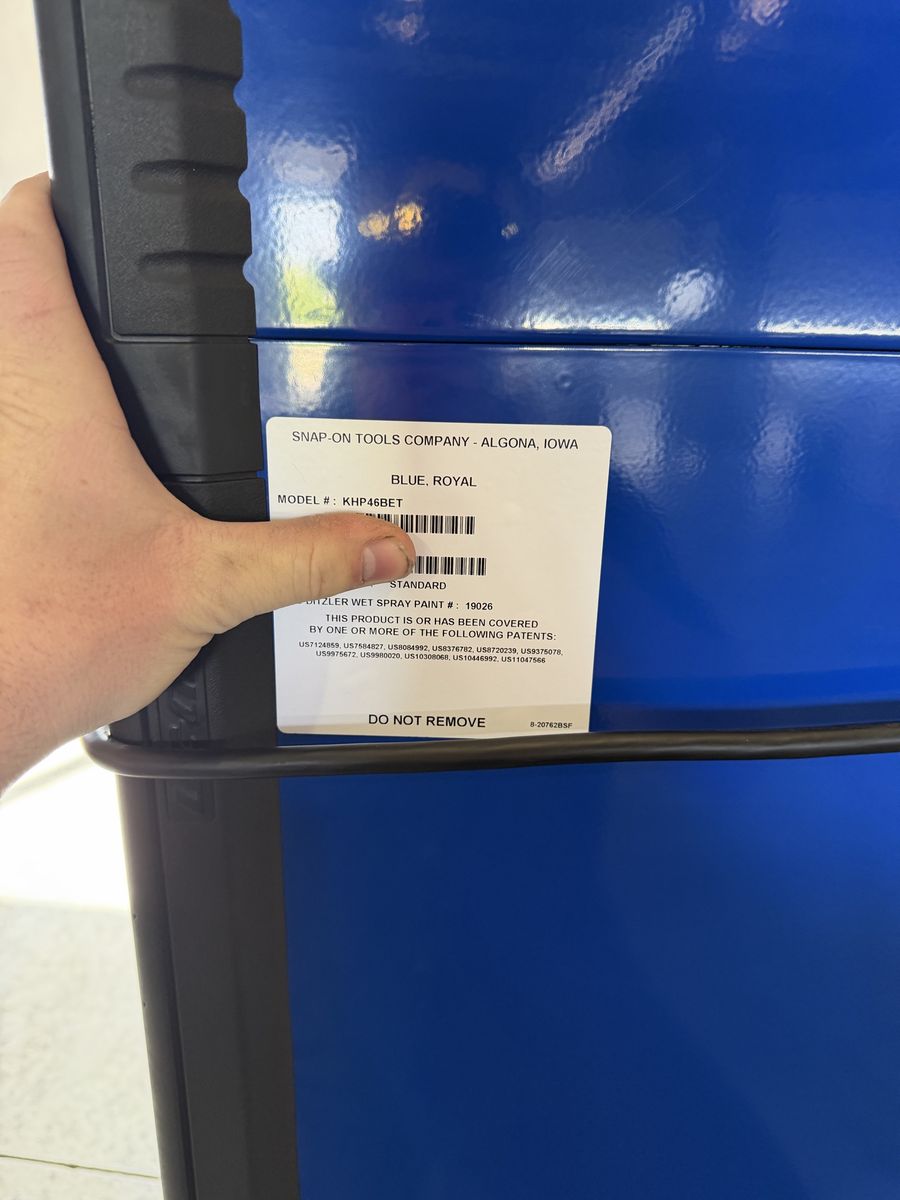 SNAP-ON TOOLS COMPANY - ALGONA, IOWA
BLUE, ROYAL
MODEL # : KHP46BET
STANDARD
DITZLER WET SPRAY PAINT # : 19026
THIS PRODUCT IS OR HAS BEEN COVERED
BY ONE OR MORE OF THE FOLLOWING PATENTS:
US7124859, US7584827, US8084992, US8376782, US8720239, US9375078,
US9975672, US9980020, US10308068, US10446992, US11047566
DO NOT REMOVE
8-20762BSF